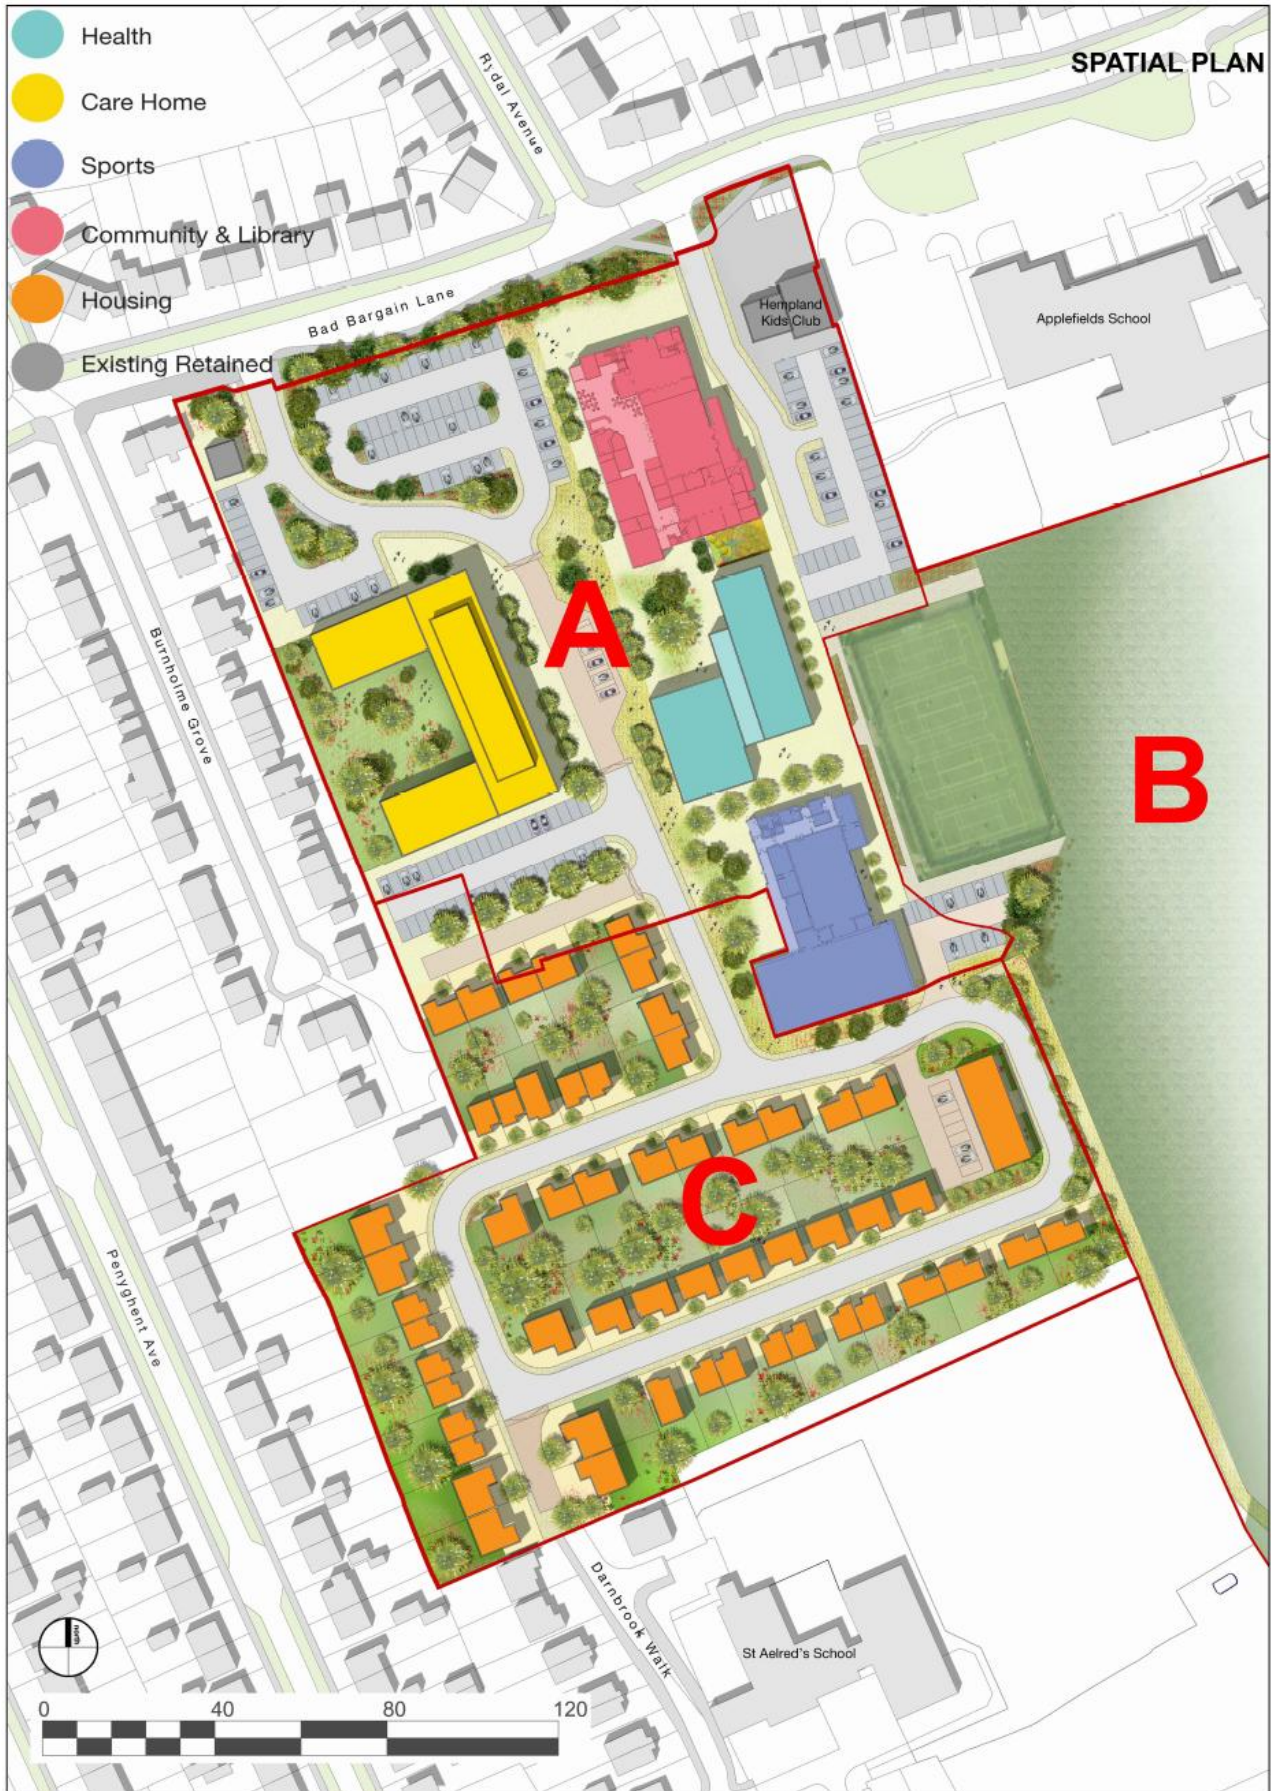 Health
Care Home
Sports
Community & Library
Housing
Existing Retained
SPATIAL PLAN
Rydal Avenue
Bad Bargain Lane
Hempland
Kids Club
Applefields School
A
B
Burnholme Grove
C
Penyghent Ave
Darnbrook Walk
St Aelred's School
north
0 40 80 120